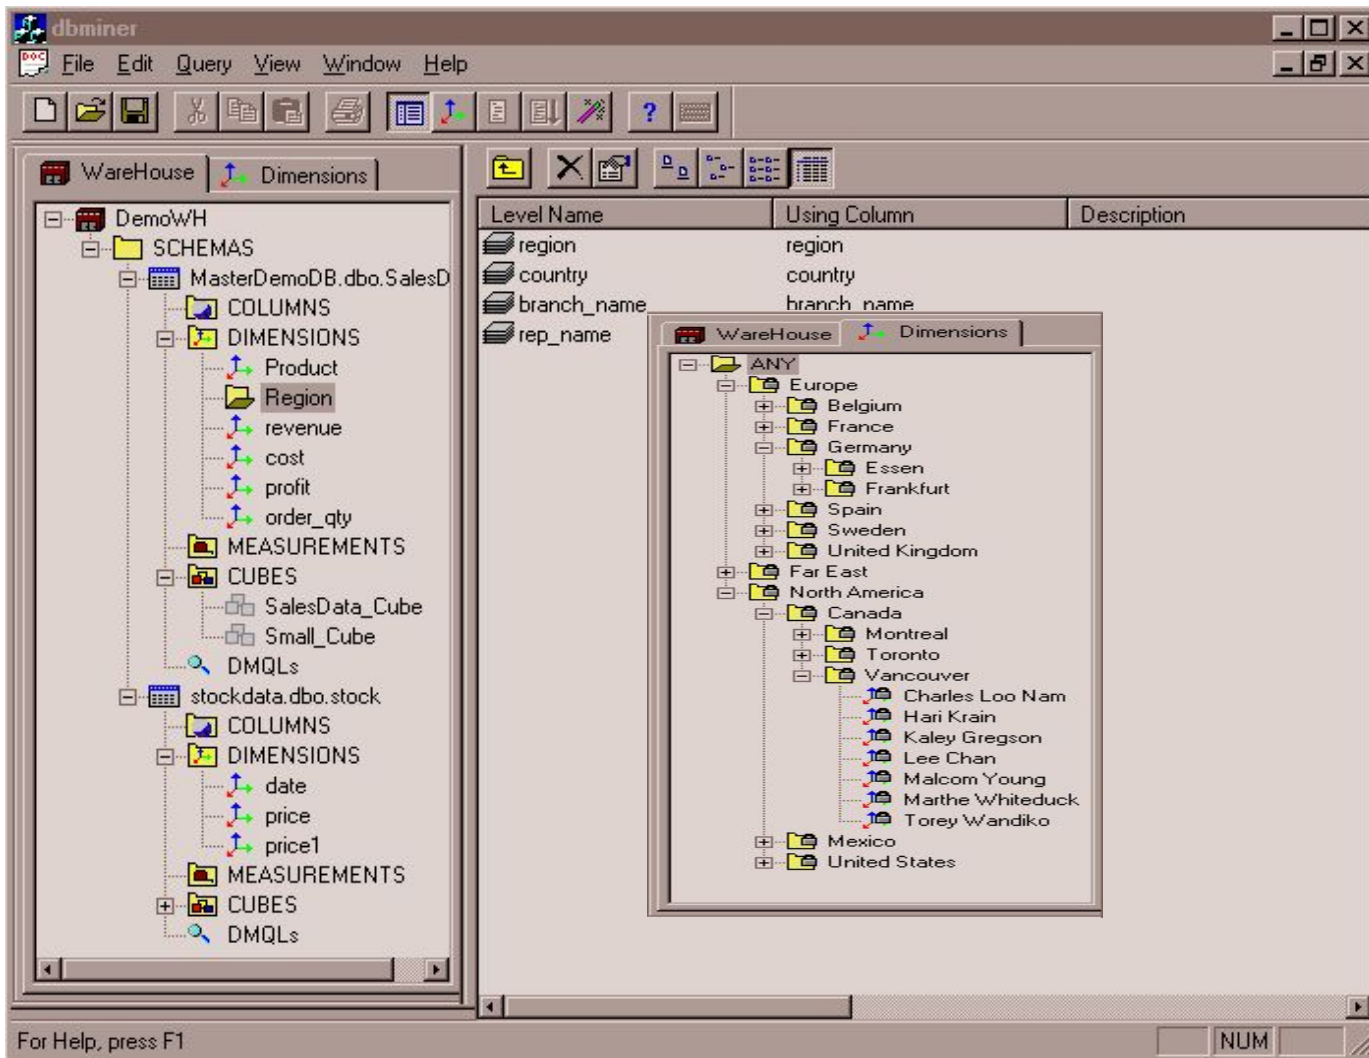 dbminer
File Edit Query View Window Help
WareHouse Dimensions
DemoWH
SCHEMAS
MasterDemoDB.dbo.SalesD
COLUMNS
DIMENSIONS
Product
Region
revenue
cost
profit
order_qty
MEASUREMENTS
CUBES
SalesData_Cube
Small_Cube
DMQLs
stockdata.dbo.stock
COLUMNS
DIMENSIONS
date
price
price1
MEASUREMENTS
CUBES
DMQLs
Level Name Using Column Description
region region
country country
branch_name branch_name
rep_name
WareHouse Dimensions
ANY
Europe
Belgium
France
Germany
Essen
Frankfurt
Spain
Sweden
United Kingdom
Far East
North America
Canada
Montreal
Toronto
Vancouver
Charles Loo Nam
Hari Krain
Kaley Gregson
Lee Chan
Malcom Young
Marthe Whiteduck
Torey Wandiko
Mexico
United States
For Help, press F1 NUM